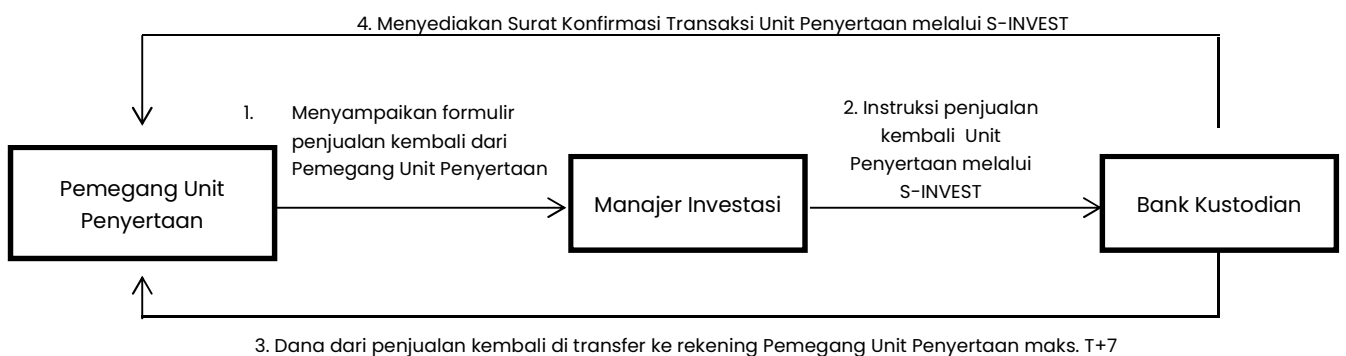 4. Menyediakan Surat Konfirmasi Transaksi Unit Penyertaan melalui S-INVEST
1. Menyampaikan formulir
penjualan kembali dari
Pemegang Unit Penyertaan
2. Instruksi penjualan
kembali Unit
Penyertaan melalui
S-INVEST
Pemegang Unit
Penyertaan
Manajer Investasi
Bank Kustodian
3. Dana dari penjualan kembali di transfer ke rekening Pemegang Unit Penyertaan maks. T+7